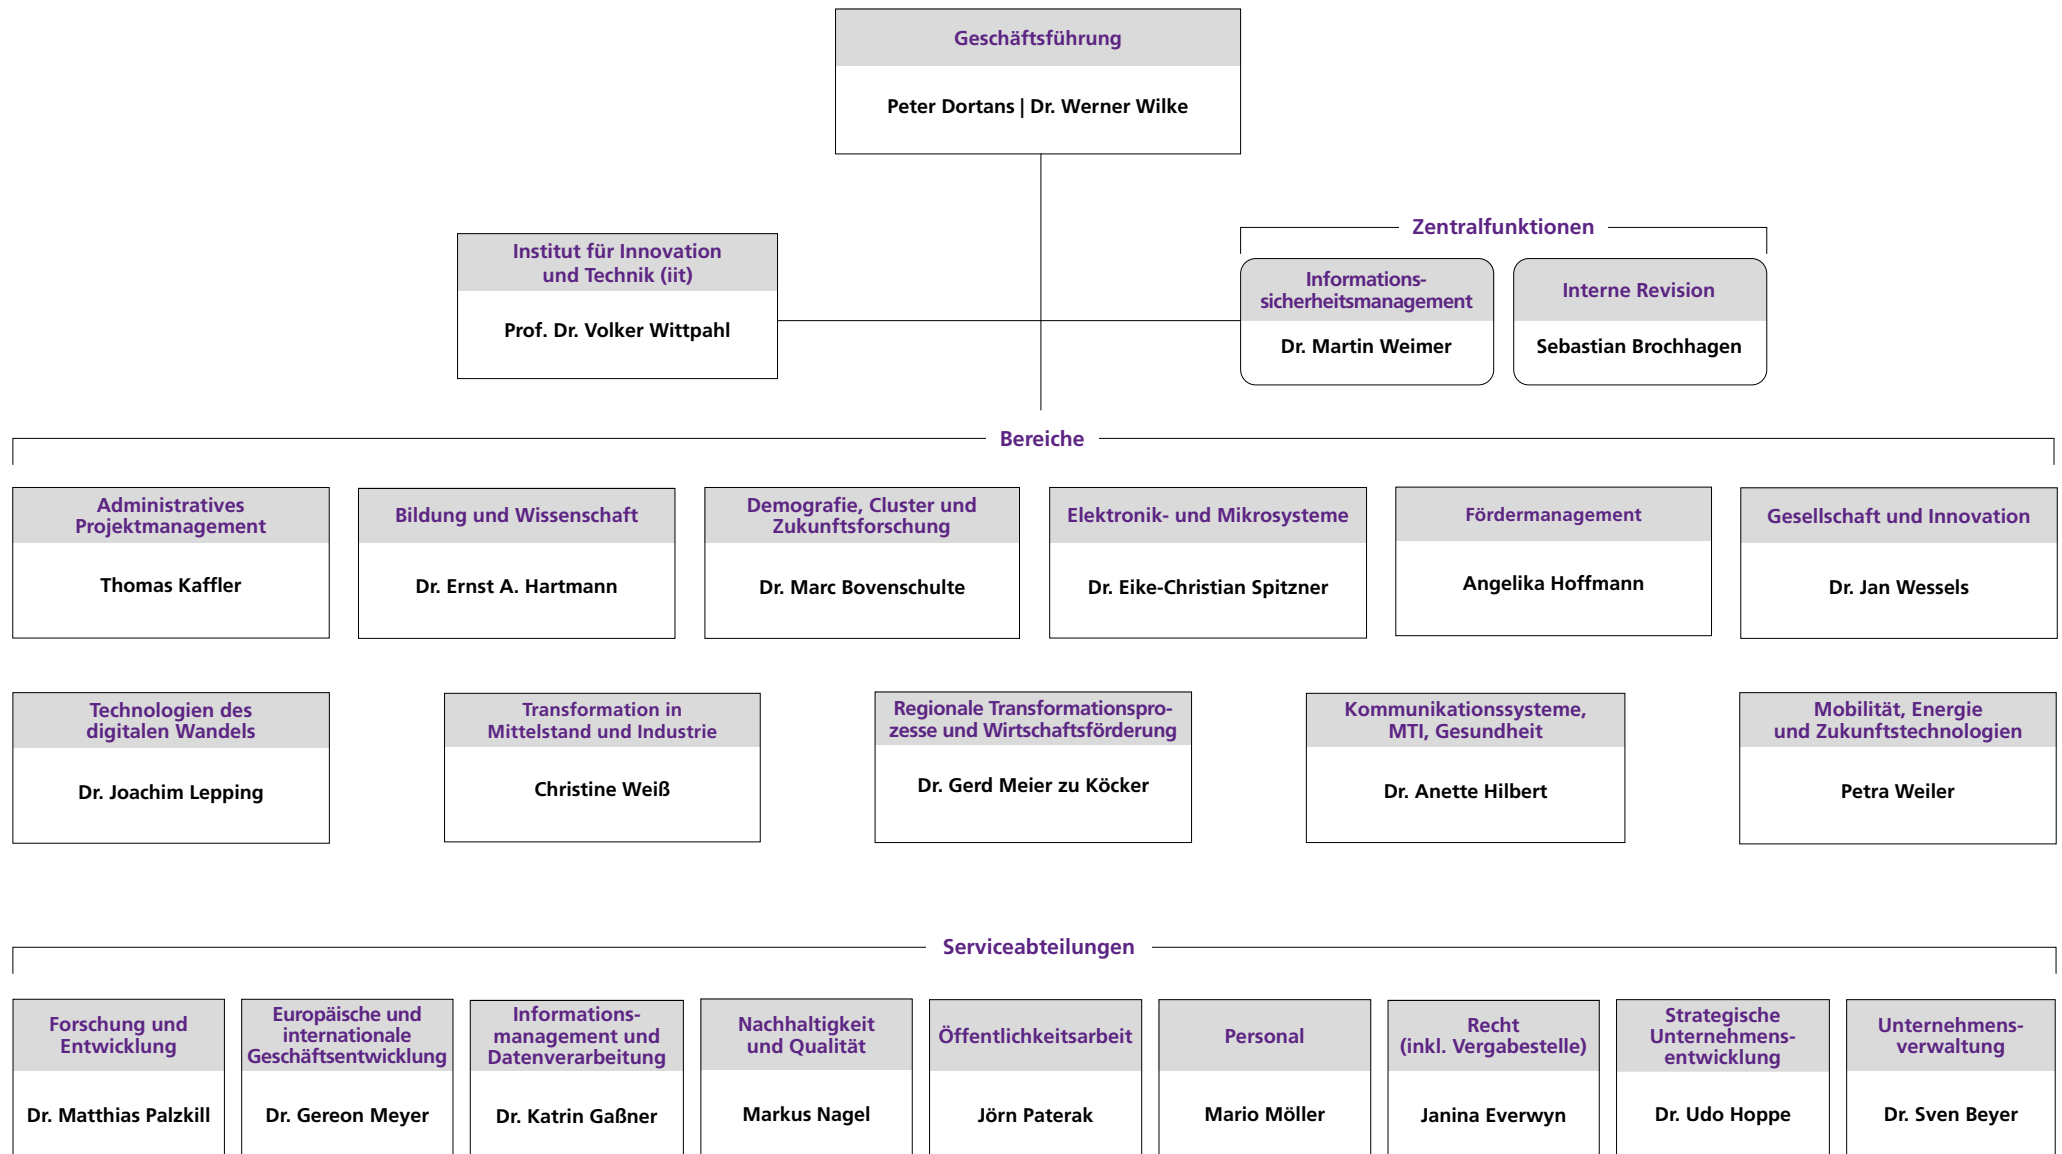 Geschäftsführung
Peter Dortans | Dr. Werner Wilke
Institut für Innovation
und Technik (iit)
Prof. Dr. Volker Wittpahl
Zentralfunktionen
Informations-
sicherheitsmanagement
Dr. Martin Weimer
Interne Revision
Sebastian Brochhagen
Bereiche
Administratives
Projektmanagement
Thomas Kaffler
Bildung und Wissenschaft
Dr. Ernst A. Hartmann
Demografie, Cluster und
Zukunftsforschung
Dr. Marc Bovenschulte
Elektronik- und Mikrosysteme
Dr. Eike-Christian Spitzner
Fördermanagement
Angelika Hoffmann
Gesellschaft und Innovation
Dr. Jan Wessels
Technologien des
digitalen Wandels
Dr. Joachim Lepping
Transformation in
Mittelstand und Industrie
Christine Weiß
Regionale Transformationspro-
zesse und Wirtschaftsförderung
Dr. Gerd Meier zu Köcker
Kommunikationssysteme,
MTI, Gesundheit
Dr. Anette Hilbert
Mobilität, Energie
und Zukunftstechnologien
Petra Weiler
Serviceabteilungen
Forschung und
Entwicklung
Dr. Matthias Palzkill
Europäische und
internationale
Geschäftsentwicklung
Dr. Gereon Meyer
Informations-
management und
Datenverarbeitung
Dr. Katrin Gaßner
Nachhaltigkeit
und Qualität
Markus Nagel
Öffentlichkeitsarbeit
Jörn Paterak
Personal
Mario Möller
Recht
(inkl. Vergabestelle)
Janina Everwyn
Strategische
Unternehmens-
entwicklung
Dr. Udo Hoppe
Unternehmens-
verwaltung
Dr. Sven Beyer